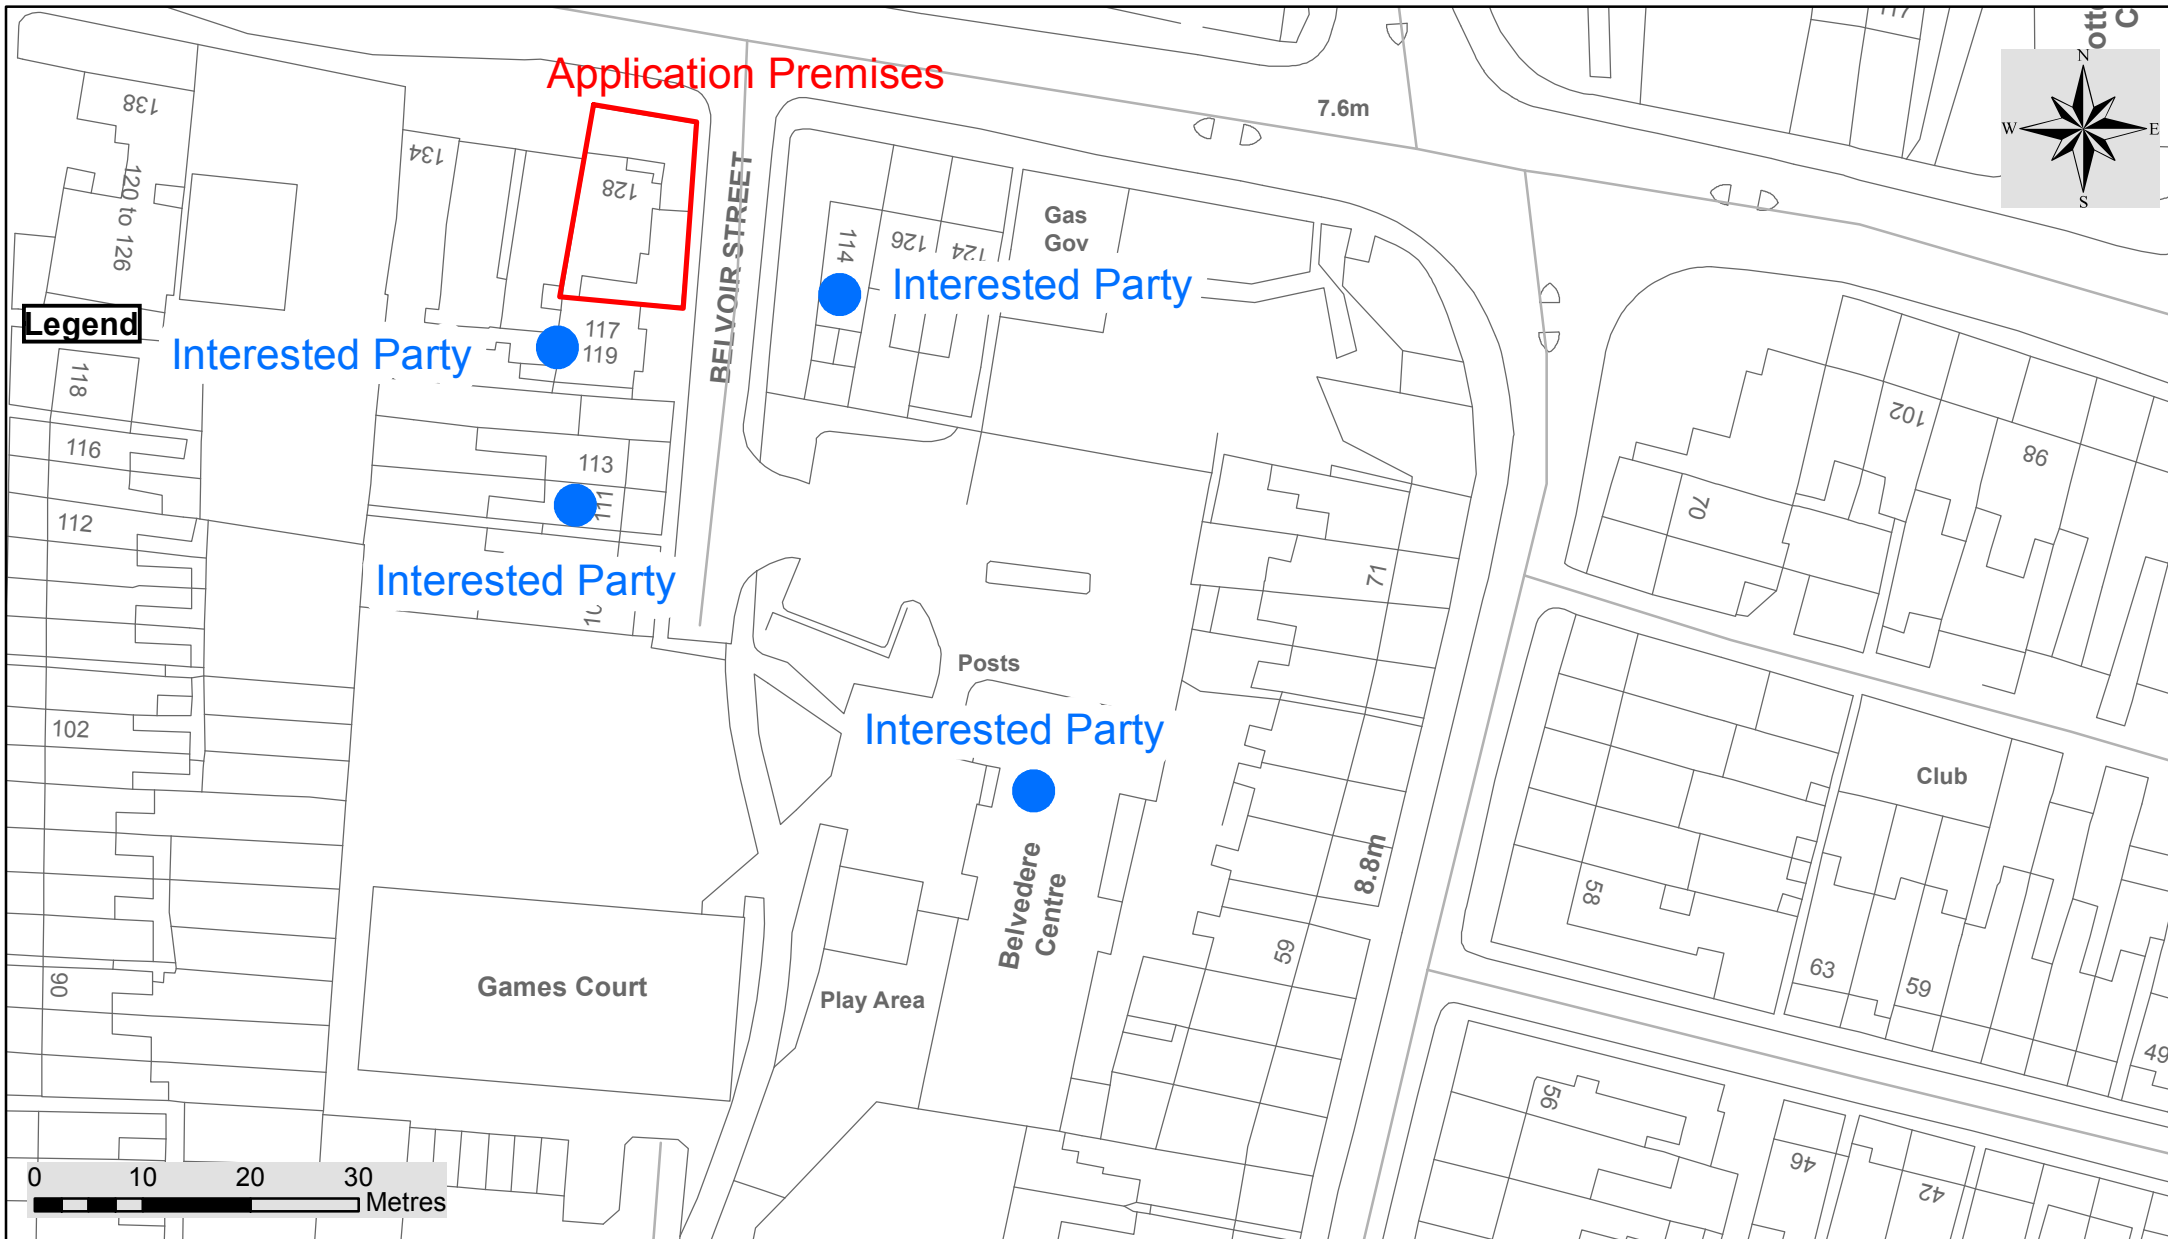 117
C
N
W
E
S
Application Premises
7.6m
138
134
128
BELVOIR STREET
120 to 126
114
126
124
Gas
Gov
Interested Party
Legend
117
119
Interested Party
118
116
113
111
112
Interested Party
102
98
70
71
Posts
Interested Party
102
Club
Belvedere
Centre
8.8m
58
59
63
59
90
Games Court
Play Area
49
56
46
42
0 10 20 30
Metres